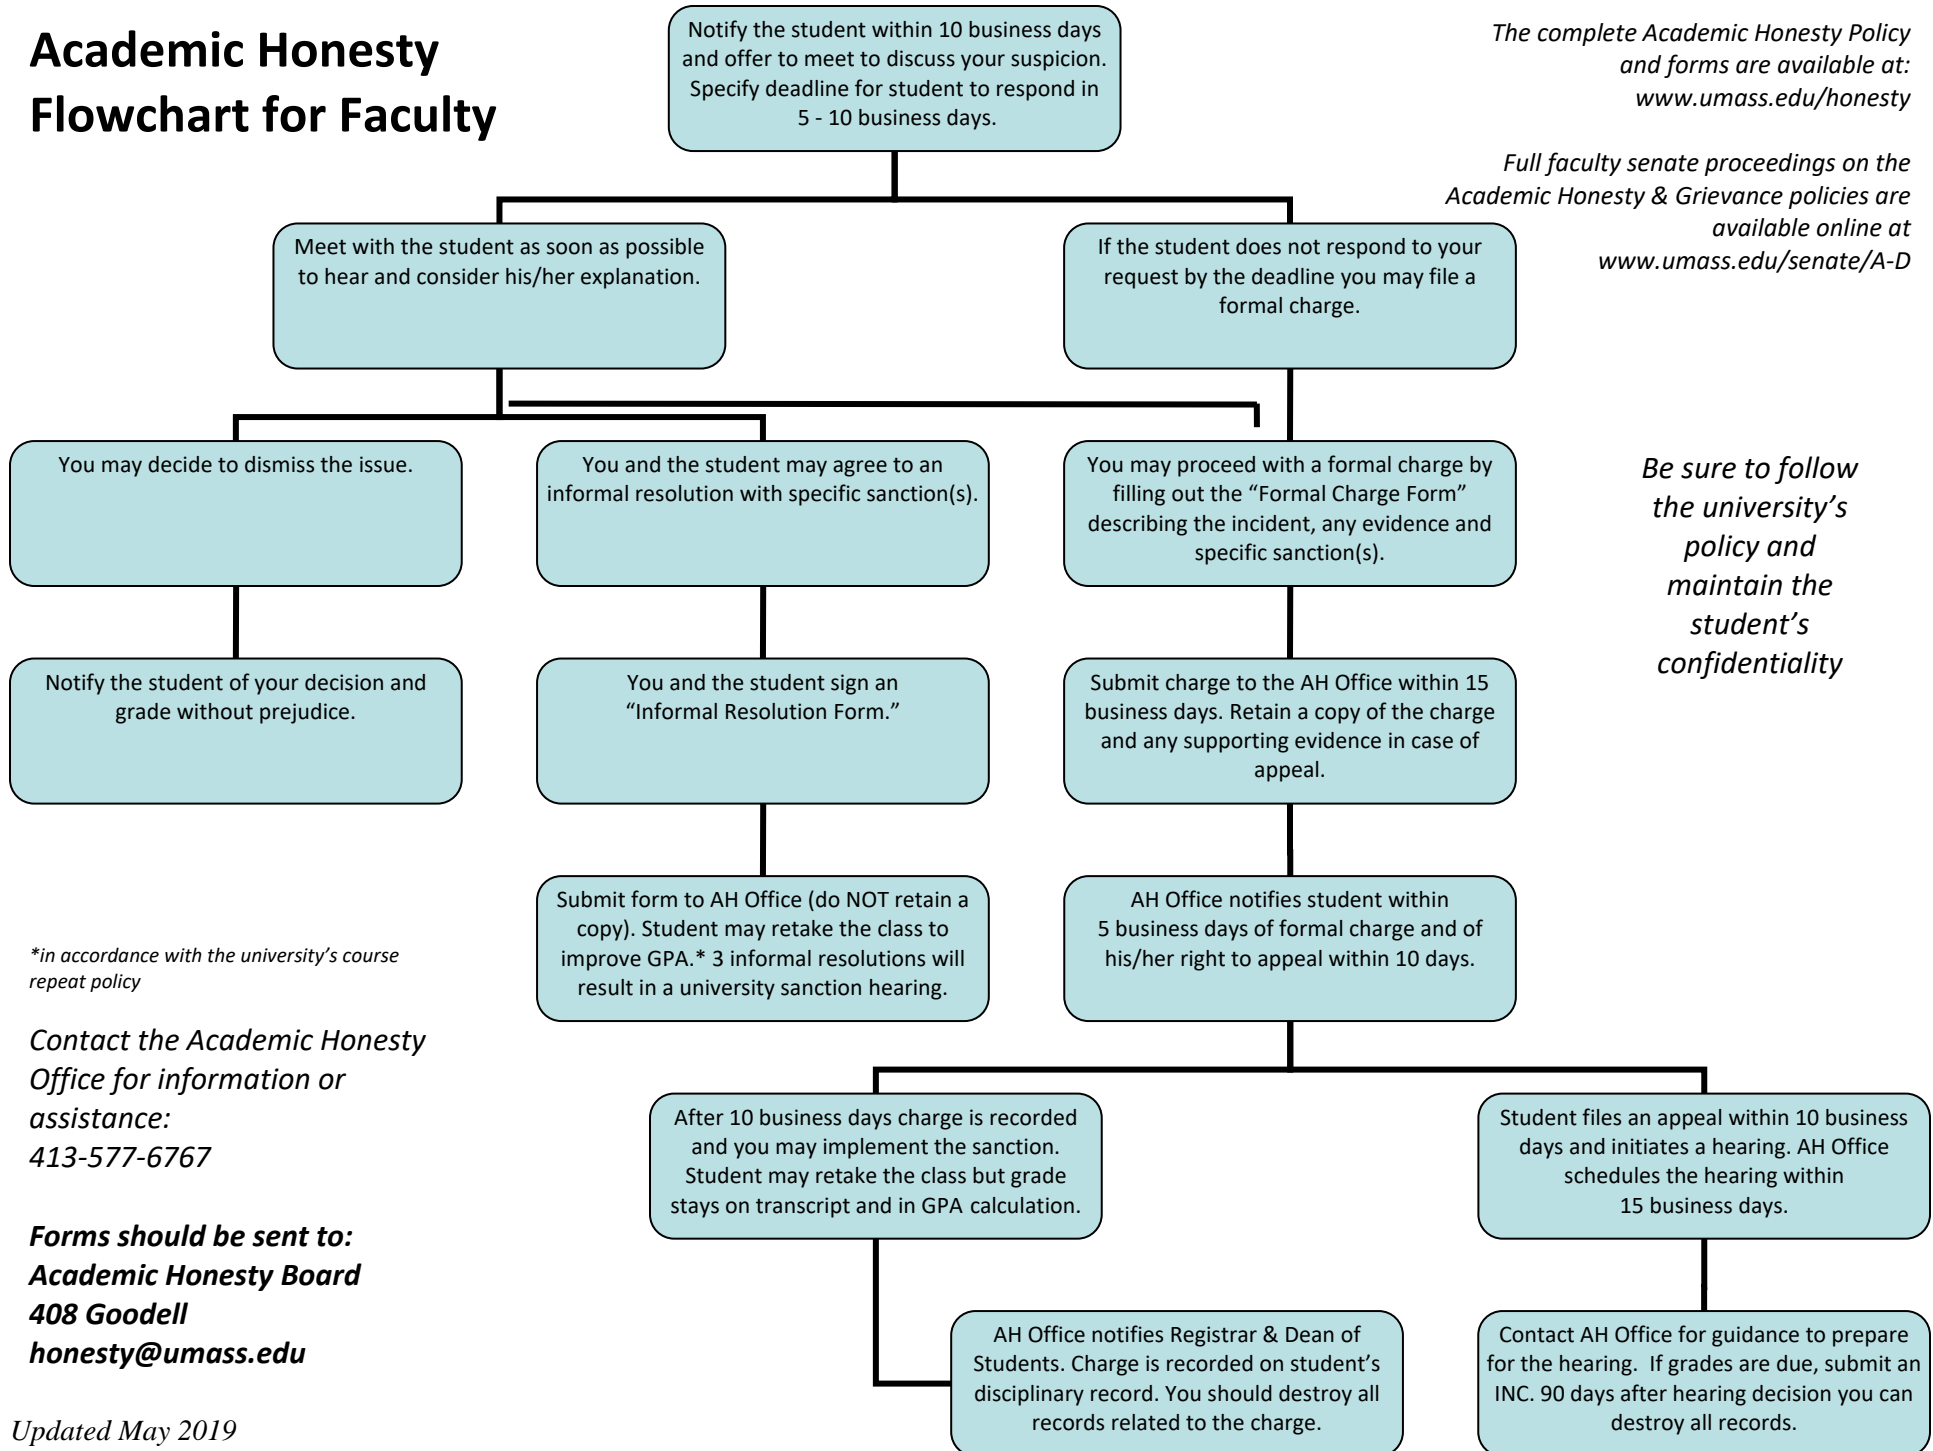 Academic Honesty
Flowchart for Faculty
Notify the student within 10 business days
and offer to meet to discuss your suspicion.
Specify deadline for student to respond in
5 - 10 business days.
The complete Academic Honesty Policy
and forms are available at:
www.umass.edu/honesty
Full faculty senate proceedings on the
Academic Honesty & Grievance policies are
available online at
www.umass.edu/senate/A-D
Meet with the student as soon as possible
to hear and consider his/her explanation.
If the student does not respond to your
request by the deadline you may file a
formal charge.
You may decide to dismiss the issue.
You and the student may agree to an
informal resolution with specific sanction(s).
You may proceed with a formal charge by
filling out the “Formal Charge Form”
describing the incident, any evidence and
specific sanction(s).
Be sure to follow
the university’s
policy and
maintain the
student’s
confidentiality
Notify the student of your decision and
grade without prejudice.
You and the student sign an
“Informal Resolution Form.”
Submit charge to the AH Office within 15
business days. Retain a copy of the charge
and any supporting evidence in case of
appeal.
Submit form to AH Office (do NOT retain a
copy). Student may retake the class to
improve GPA.* 3 informal resolutions will
result in a university sanction hearing.
AH Office notifies student within
5 business days of formal charge and of
his/her right to appeal within 10 days.
*in accordance with the university’s course
repeat policy
Contact the Academic Honesty
Office for information or
assistance:
413-577-6767
After 10 business days charge is recorded
and you may implement the sanction.
Student may retake the class but grade
stays on transcript and in GPA calculation.
Student files an appeal within 10 business
days and initiates a hearing. AH Office
schedules the hearing within
15 business days.
Forms should be sent to:
Academic Honesty Board
408 Goodell
honesty@umass.edu
AH Office notifies Registrar & Dean of
Students. Charge is recorded on student’s
disciplinary record. You should destroy all
records related to the charge.
Contact AH Office for guidance to prepare
for the hearing.  If grades are due, submit an
INC. 90 days after hearing decision you can
destroy all records.
Updated May 2019